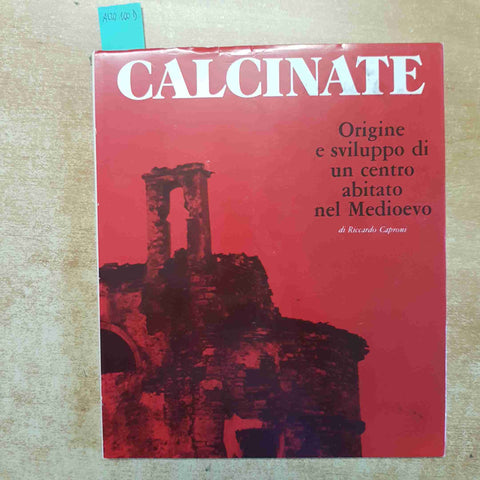 CALCINATE
Origine
e sviluppo di
un centro
abitato
nel Medioevo
di Riccardo Caproni